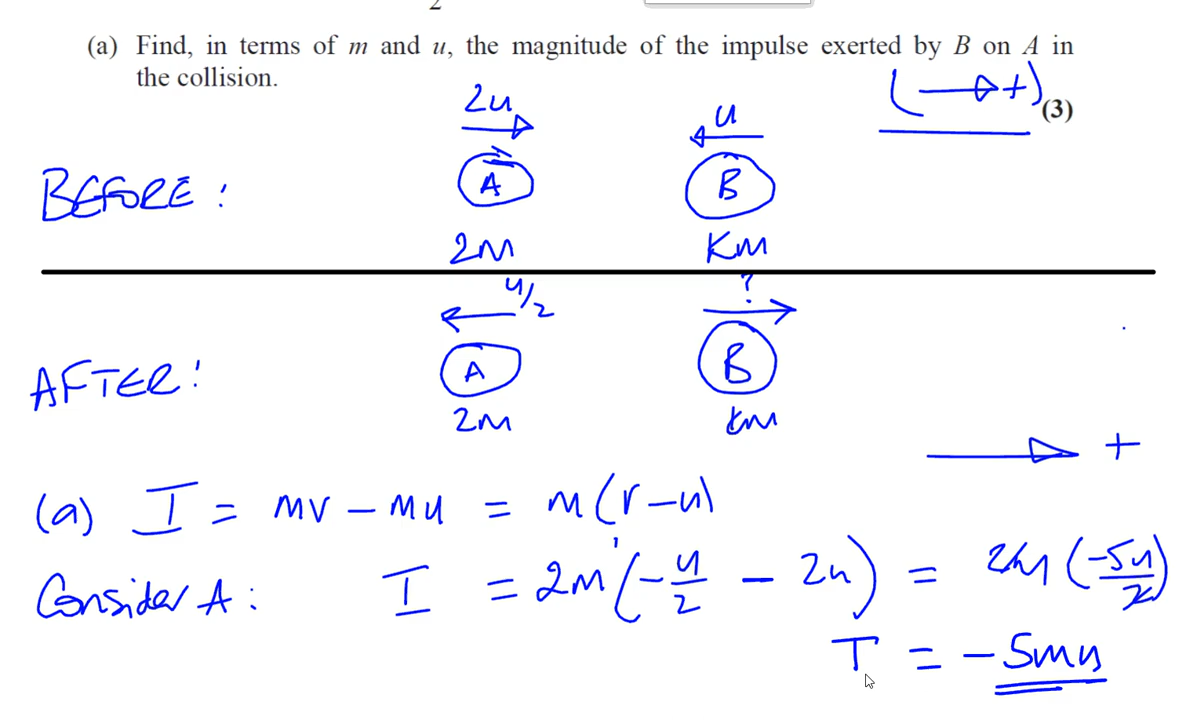 2
(a) Find, in terms of m and u, the magnitude of the impulse exerted by B on A in
the collision.
(→+)
(3)
2u u
BEFORE: A B
2m km
u/2 ?
AFTER: A B
2m km
→ +
(a) I = mv - mu = m(v-u)
Consider A: I = 2m(-u/2 - 2u) = 2m(-5u/2)
I = -5mu